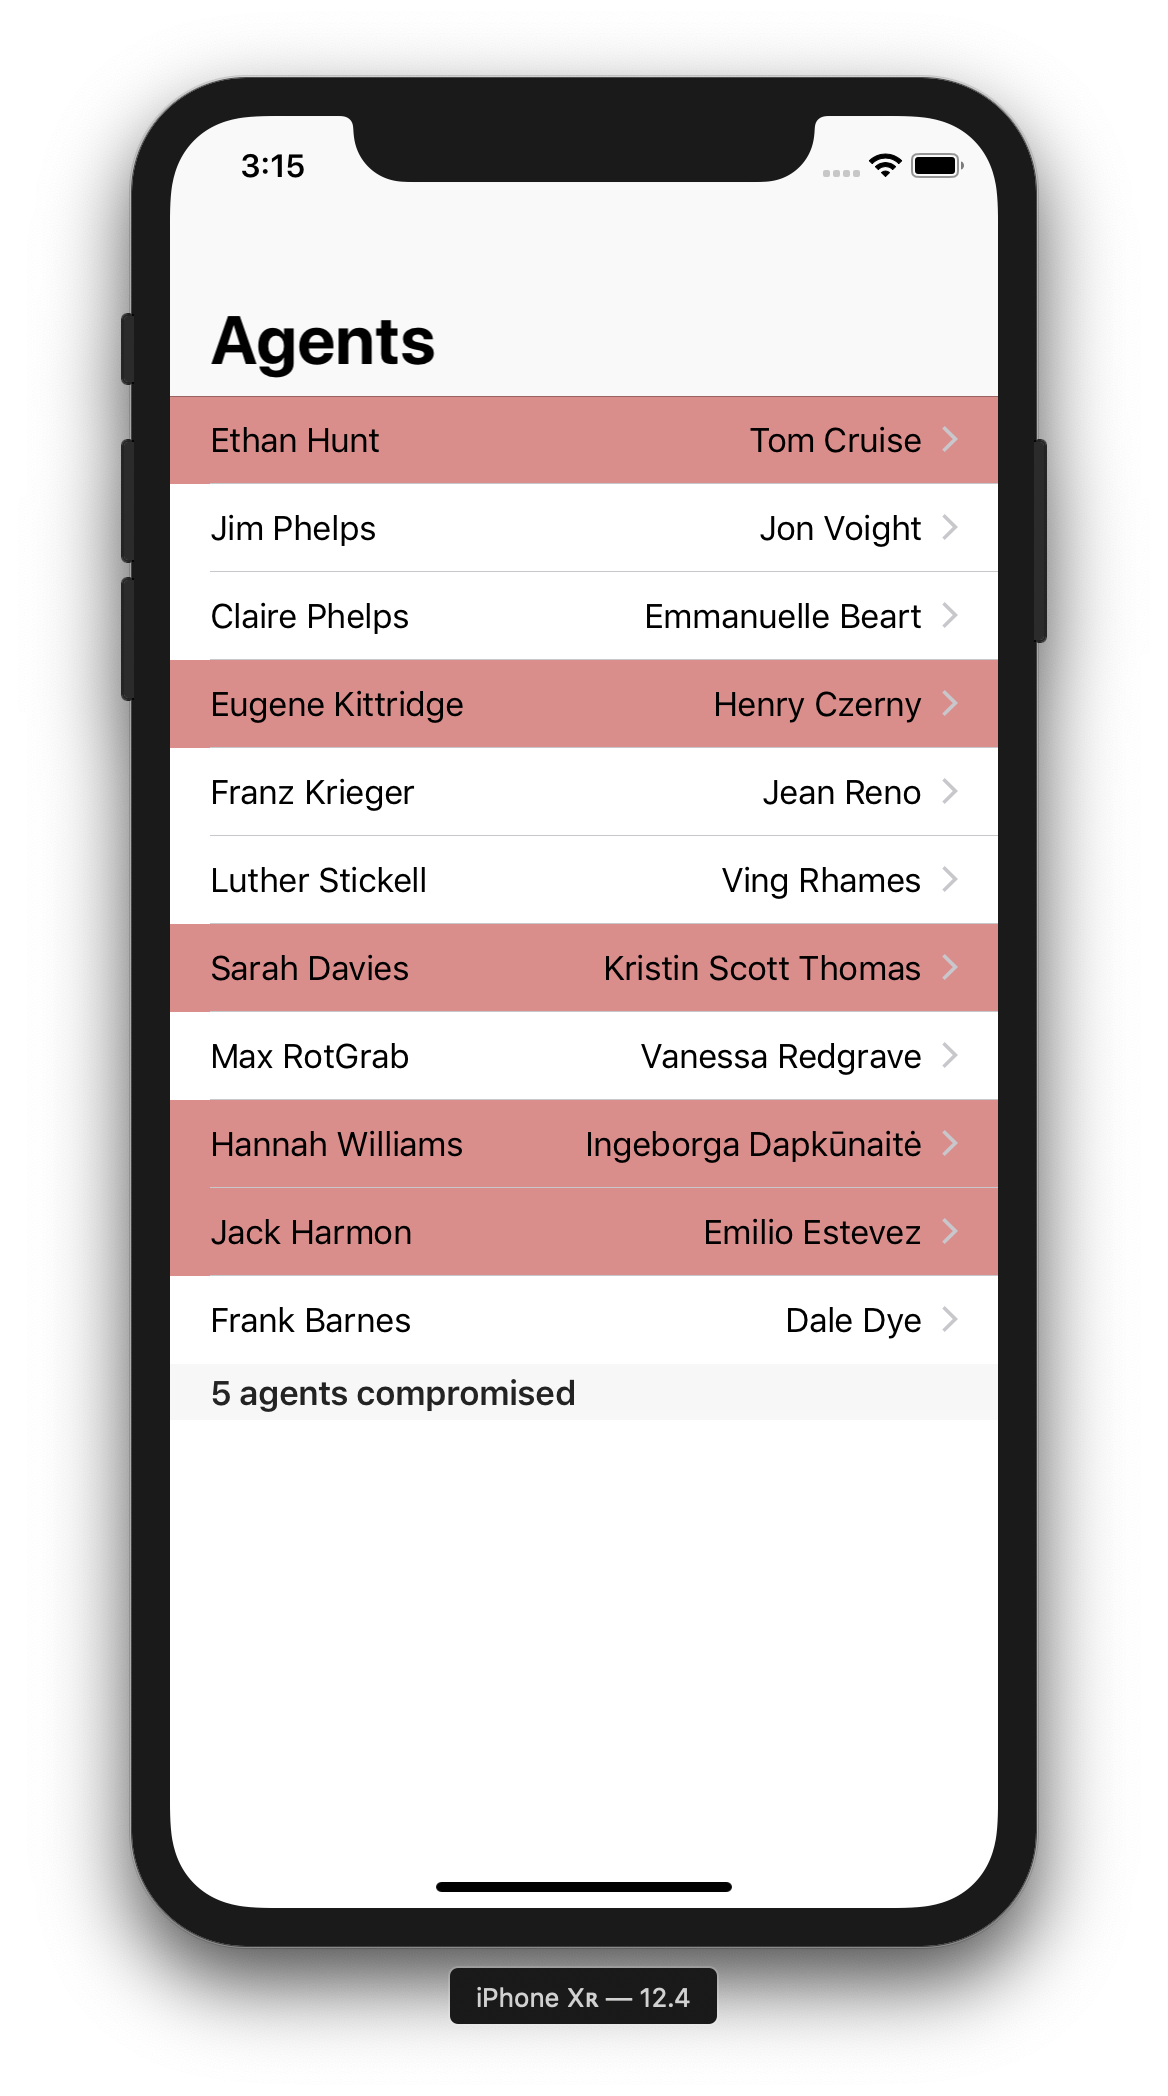 3:15
Agents
Ethan Hunt Tom Cruise
Jim Phelps Jon Voight
Claire Phelps Emmanuelle Beart
Eugene Kittridge Henry Czerny
Franz Krieger Jean Reno
Luther Stickell Ving Rhames
Sarah Davies Kristin Scott Thomas
Max RotGrab Vanessa Redgrave
Hannah Williams Ingeborga Dapkūnaitė
Jack Harmon Emilio Estevez
Frank Barnes Dale Dye
5 agents compromised
iPhone Xʀ — 12.4